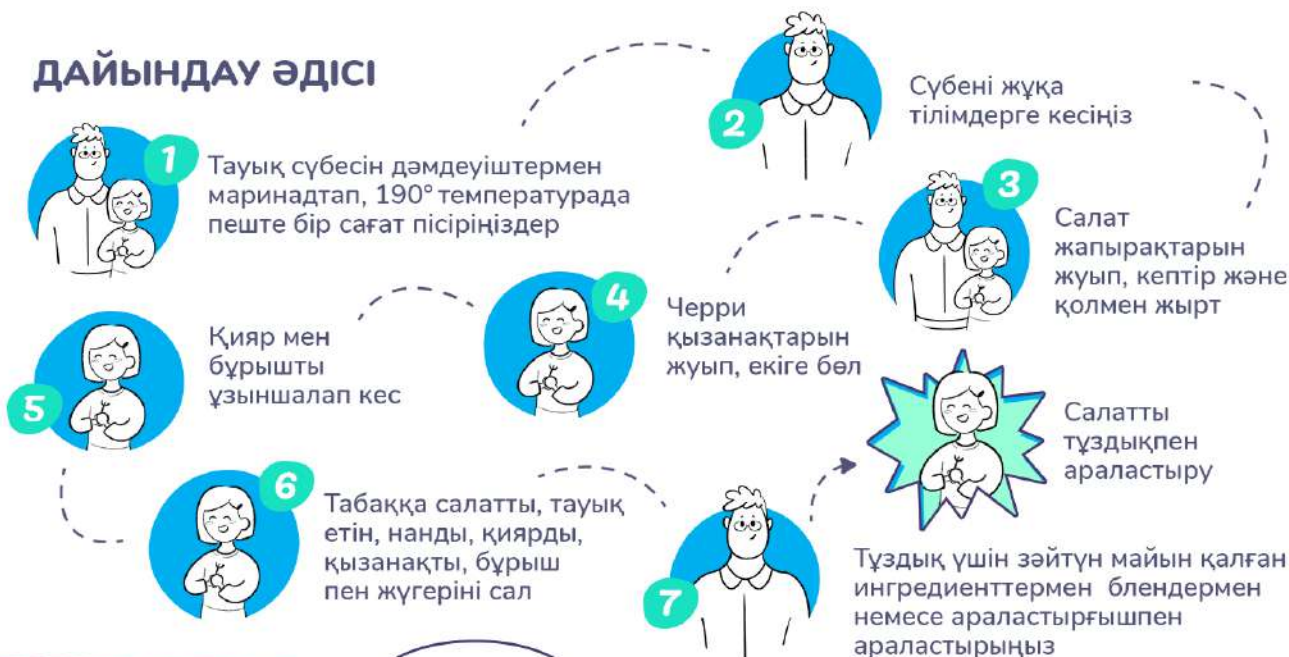 ДАЙЫНДАУ ӘДІСІ
1
Тауық сүбесін дәмдеуіштермен
маринадтап, 190° температурада
пеште бір сағат пісіріңіздер
2
Сүбені жұқа
тілімдерге кесіңіз
3
Салат
жапырақтарын
жуып, кептір және
қолмен жырт
4
Черри
қызанақтарын
жуып, екіге бөл
5
Қияр мен
бұрышты
ұзыншалап кес
6
Табаққа салатты, тауық
етін, нанды, қиярды,
қызанақты, бұрыш
пен жүгеріні сал
7
Тұздық үшін зәйтүн майын қалған
ингредиенттермен блендермен
немесе араластырғышпен
араластырыңыз
Салатты
тұздықпен
араластыру